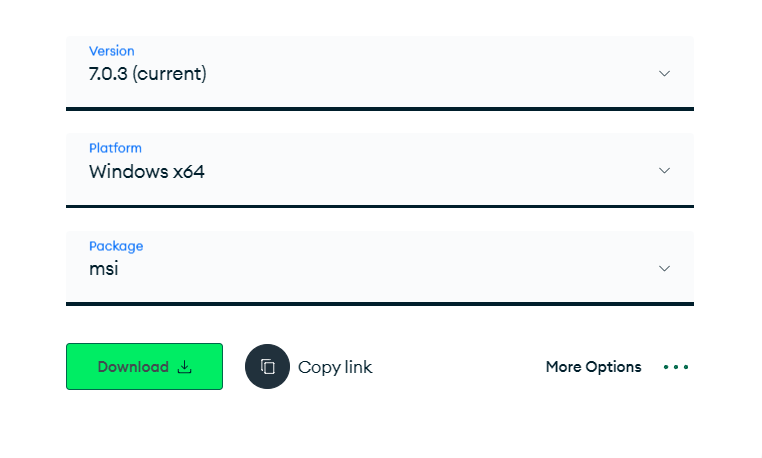 Version
7.0.3 (current)
Platform
Windows x64
Package
msi
Download
Copy link
More Options